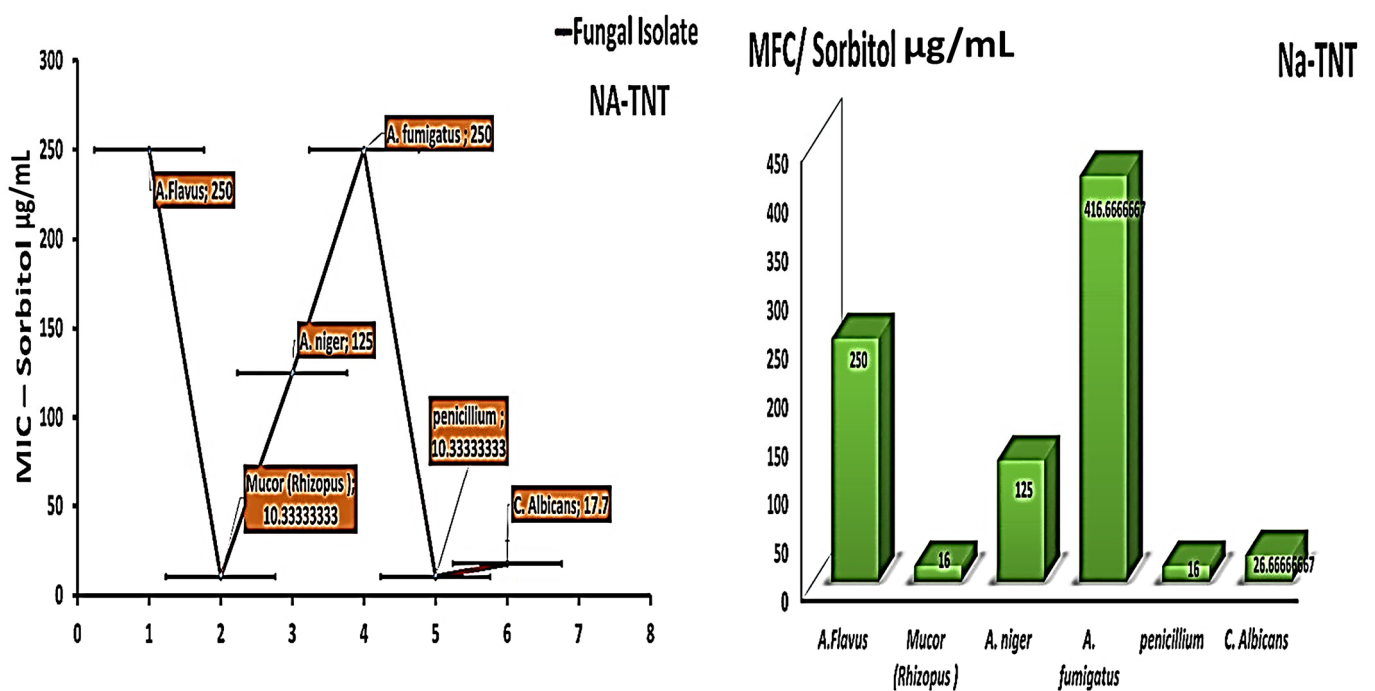 Fungal Isolate
NA-TNT
MIC – Sorbitol µg/mL
300
250
200
150
100
50
0
0 1 2 3 4 5 6 7 8
A.Flavus; 250
Mucor (Rhizopus );
10.33333333
A. niger; 125
A. fumigatus ; 250
penicillium ;
10.33333333
C. Albicans; 17.7
MFC/ Sorbitol µg/mL
Na-TNT
450
400
350
300
250
200
150
100
50
0
250
16
125
416.6666667
16
26.66666667
A.Flavus Mucor A. niger A. penicillium C. Albicans
(Rhizopus ) fumigatus